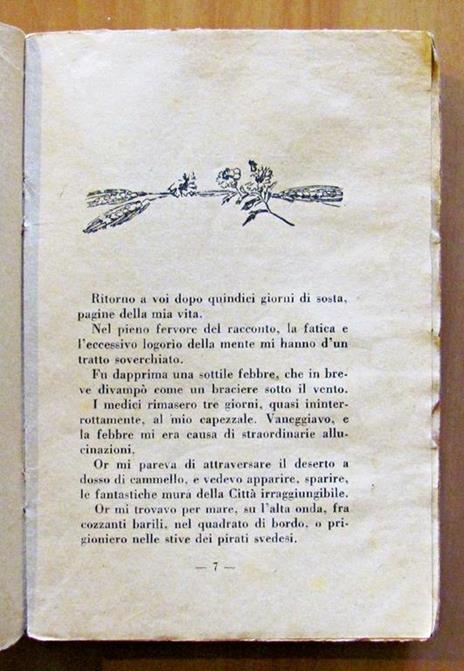 Ritorno a voi dopo quindici giorni di sosta,
pagine della mia vita.
Nel pieno fervore del racconto, la fatica e
l'eccessivo logorìo della mente mi hanno d'un
tratto soverchiato.
Fu dapprima una sottile febbre, che in bre-
ve divampò come un braciere sotto il vento.
I medici rimasero tre giorni, quasi ininter-
rottamente, al mio capezzale. Vaneggiavo, e
la febbre mi era causa di straordinarie allu-
cinazioni.
Or mi pareva di attraversare il deserto a
dosso di cammello, e vedevo apparire, sparire,
le fantastiche mura della Città irraggiungibile.
Or mi trovavo per mare, su l'alta onda, fra
cozzanti barili, nel quadrato di bordo, o pri-
gioniero nelle stive dei pirati svedesi.
— 7 —